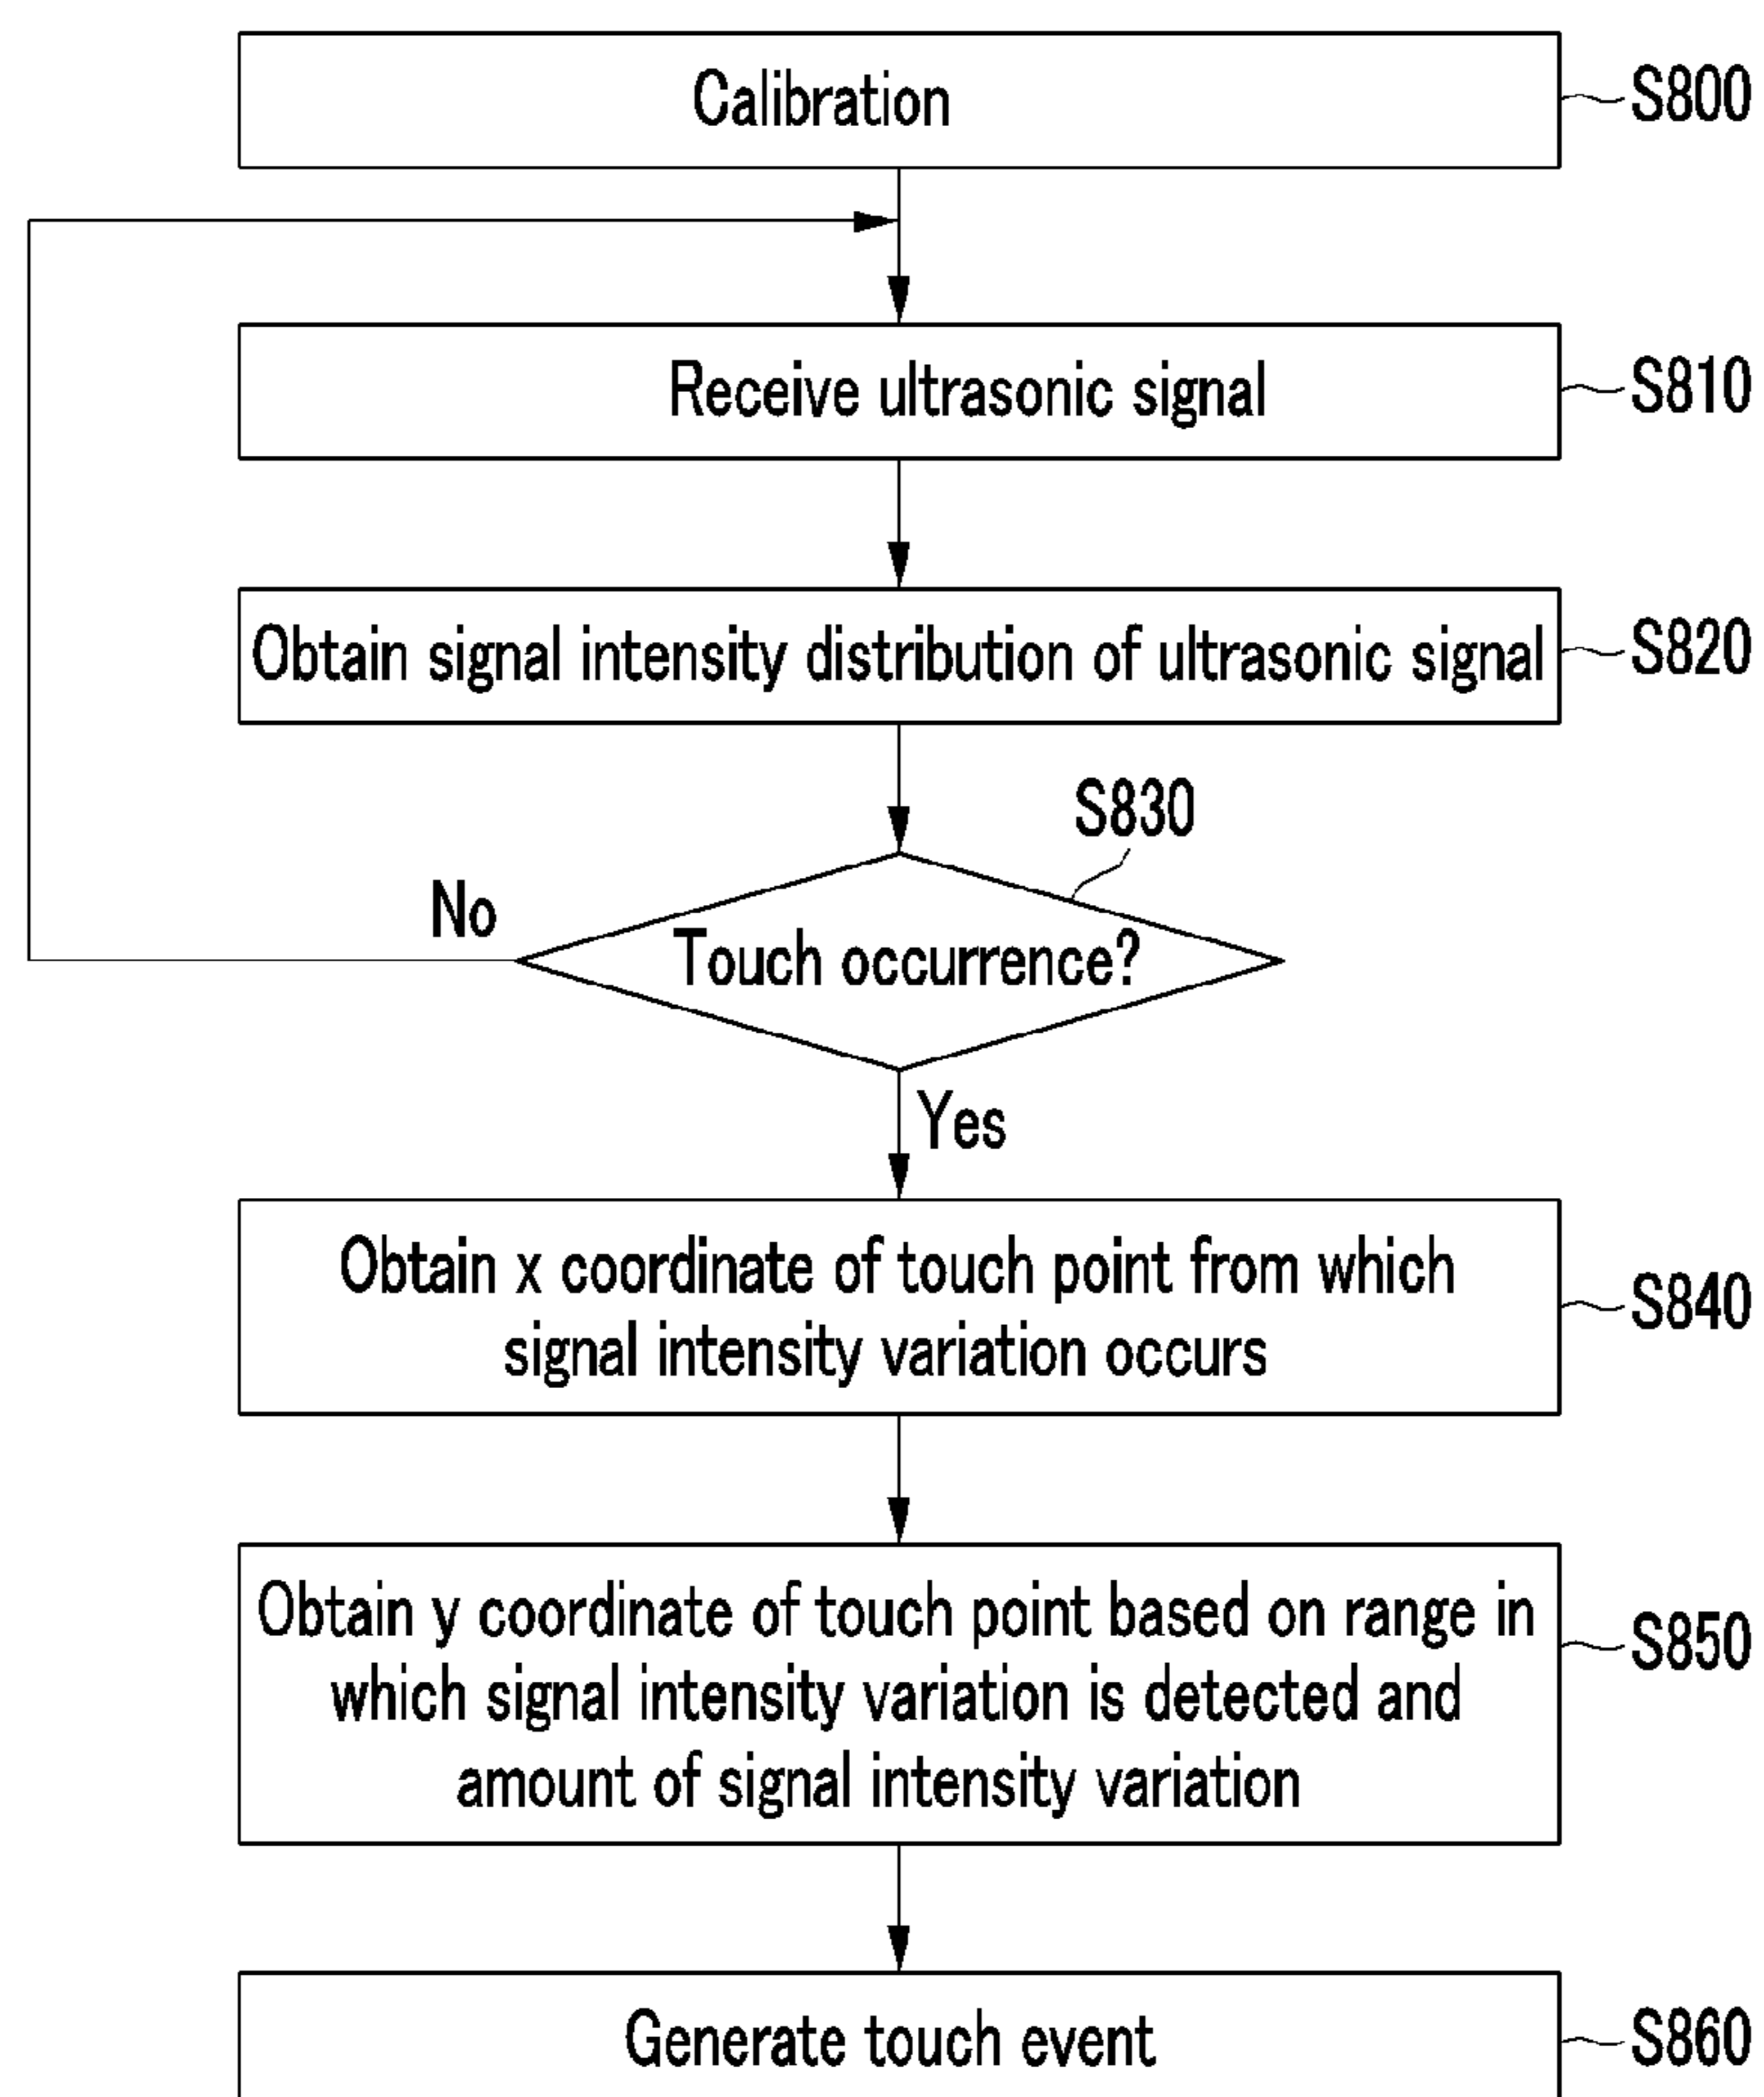 Calibration
S800
Receive ultrasonic signal
S810
Obtain signal intensity distribution of ultrasonic signal
S820
S830
No
Touch occurrence?
Yes
Obtain x coordinate of touch point from which
signal intensity variation occurs
S840
Obtain y coordinate of touch point based on range in
which signal intensity variation is detected and
amount of signal intensity variation
S850
Generate touch event
S860